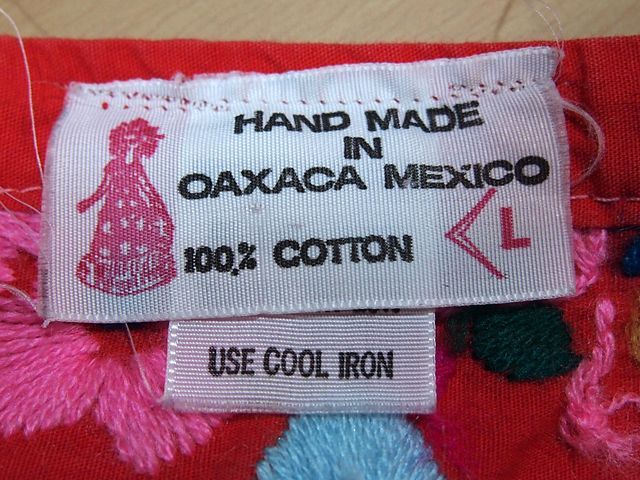 HAND MADE
IN
OAXACA MEXICO
100% COTTON
L
USE COOL IRON